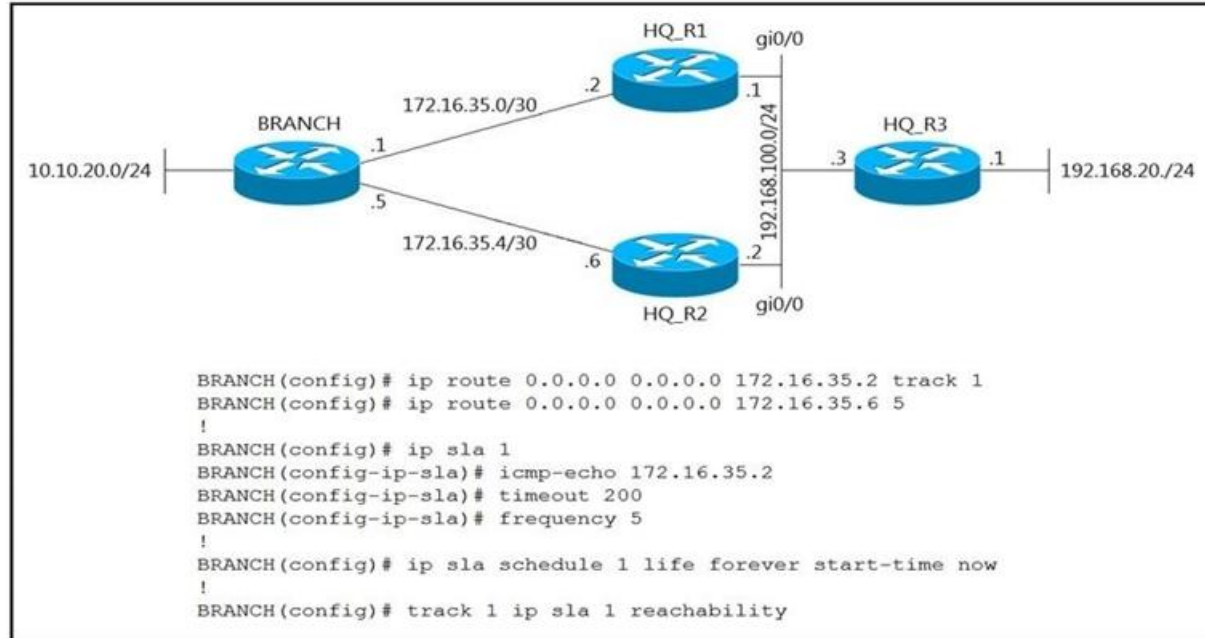 HQ_R1
gi0/0
.2
.1
172.16.35.0/30
BRANCH
.1
192.168.100.0/24
HQ_R3
10.10.20.0/24
.3
.1
192.168.20./24
.5
172.16.35.4/30
.6
.2
HQ_R2
gi0/0
BRANCH(config)# ip route 0.0.0.0 0.0.0.0 172.16.35.2 track 1
BRANCH(config)# ip route 0.0.0.0 0.0.0.0 172.16.35.6 5
!
BRANCH(config)# ip sla 1
BRANCH(config-ip-sla)# icmp-echo 172.16.35.2
BRANCH(config-ip-sla)# timeout 200
BRANCH(config-ip-sla)# frequency 5
!
BRANCH(config)# ip sla schedule 1 life forever start-time now
!
BRANCH(config)# track 1 ip sla 1 reachability